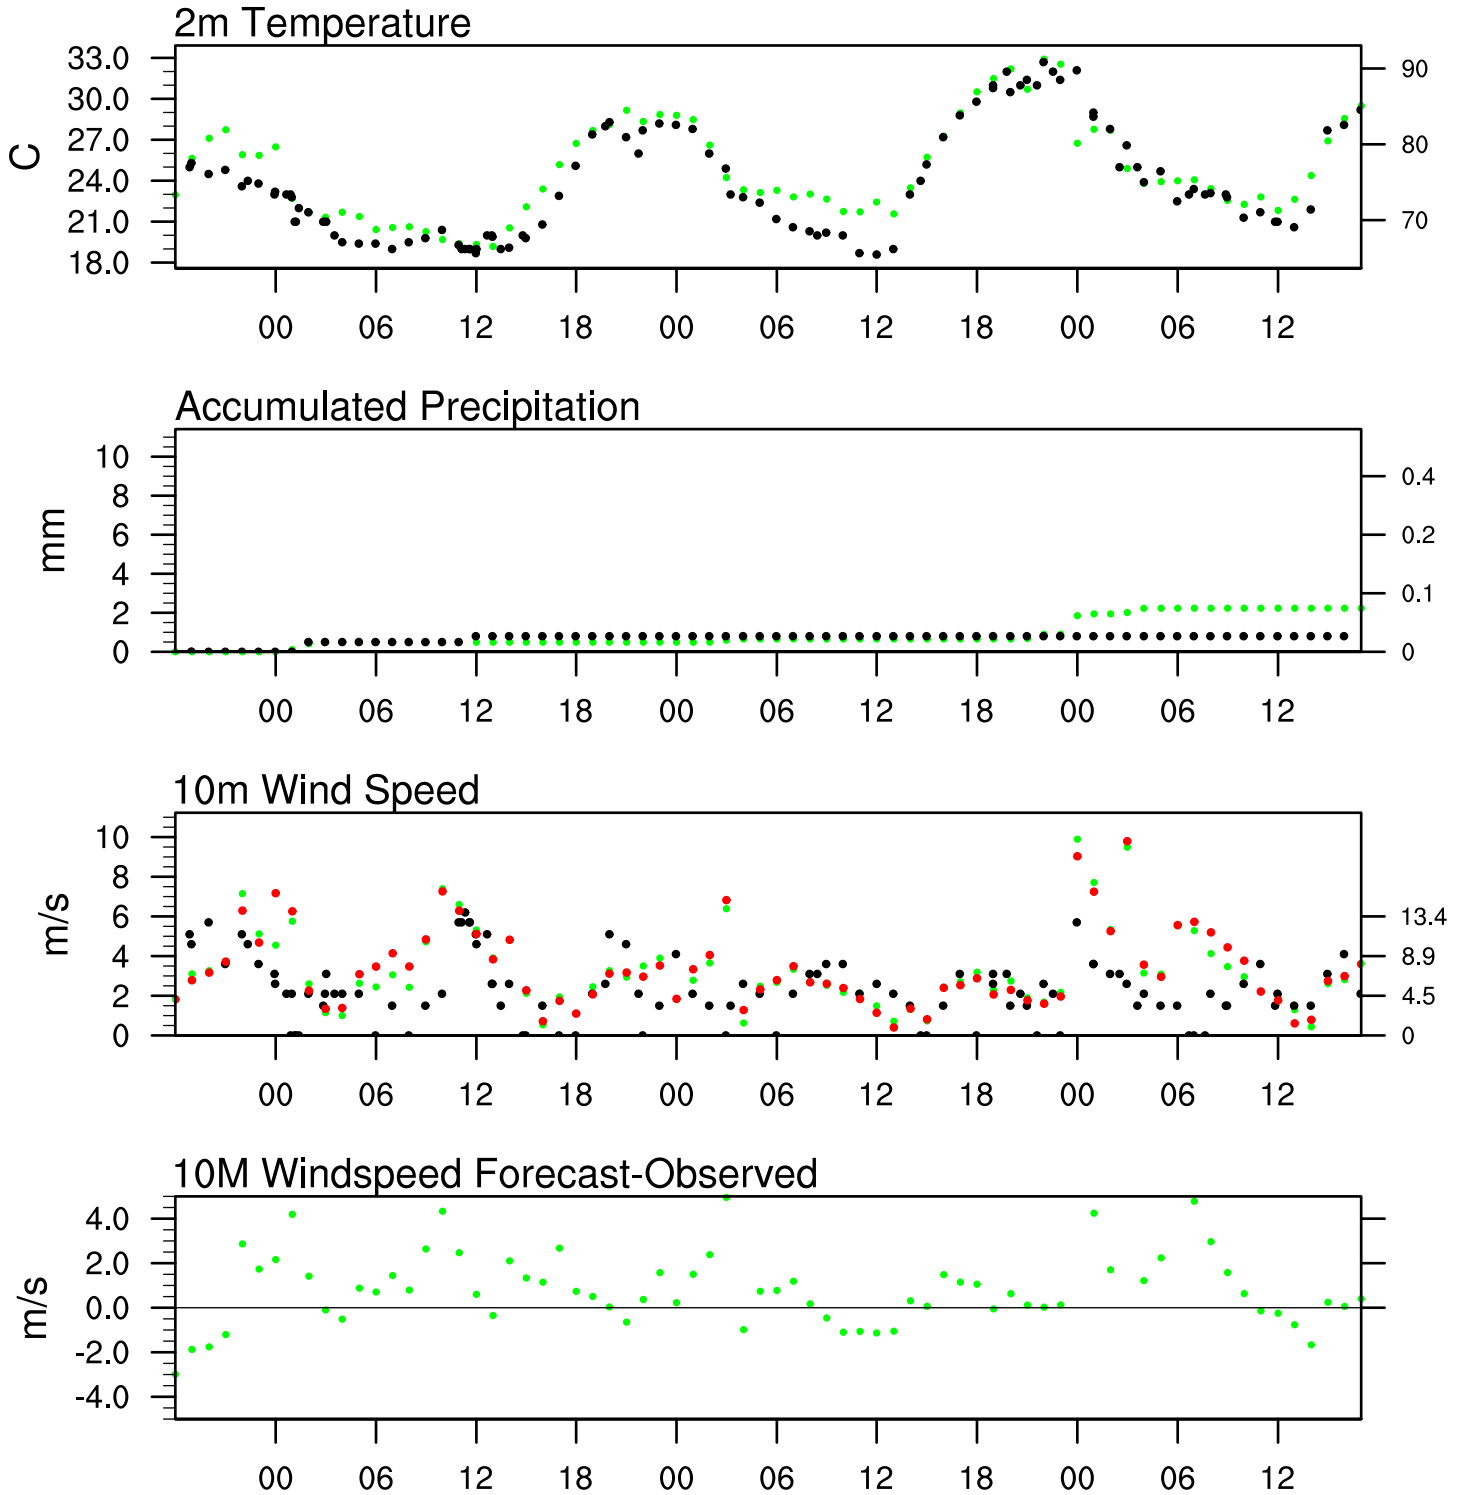 2m Temperature
33.0
30.0
27.0
24.0
21.0
18.0
C
90
80
70
00 06 12 18 00 06 12 18 00 06 12
Accumulated Precipitation
10
8
6
4
2
0
mm
0.4
0.2
0.1
0
00 06 12 18 00 06 12 18 00 06 12
10m Wind Speed
10
8
6
4
2
0
m/s
13.4
8.9
4.5
0
00 06 12 18 00 06 12 18 00 06 12
10M Windspeed Forecast-Observed
4.0
2.0
0.0
-2.0
-4.0
m/s
00 06 12 18 00 06 12 18 00 06 12